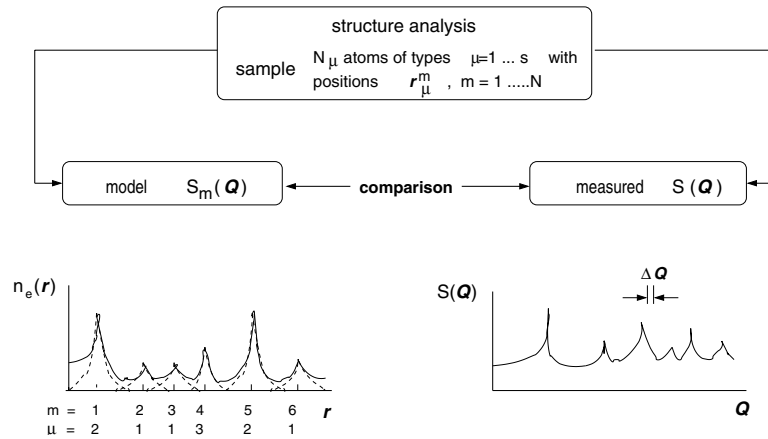 structure analysis
sample N μ atoms of types μ=1 ... s with
positions r m μ , m = 1 .....N
model S m (Q)
comparison
measured S (Q)
n e (r)
S(Q)
Δ Q
m = 1 2 3 4 5 6 r
μ = 2 1 1 3 2 1
Q